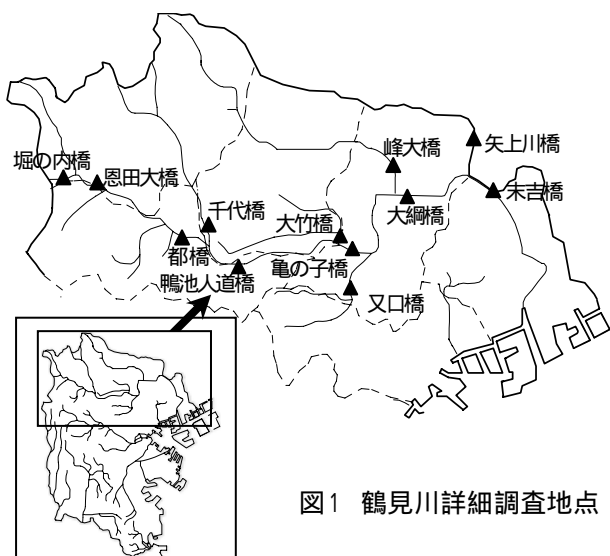 峰大橋
矢上川橋
堀の内橋
恩田大橋
末吉橋
千代橋
大竹橋
大綱橋
都橋
亀の子橋
鴨池人道橋
又口橋
図1 鶴見川詳細調査地点